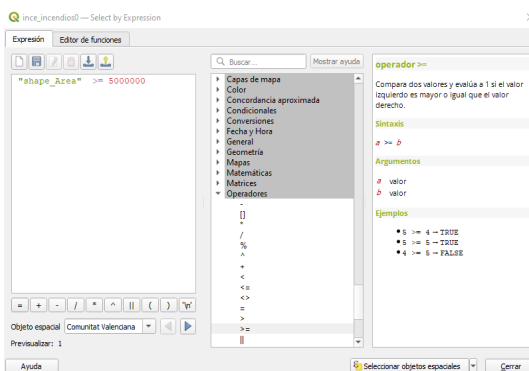 ince_incendios0 — Select by Expression
Expresión Editor de funciones
"shape_Area" >= 5000000
= + - / * ^ || ( ) '\n'
Objeto espacial Comunitat Valenciana
Previsualizar: 1
Buscar... Mostrar ayuda
Capas de mapa
Color
Concordancia aproximada
Condicionales
Conversiones
Fecha y Hora
General
Geometría
Mapas
Matemáticas
Matrices
Operadores
-
[]
*
/
%
^
+
<
<=
<>
=
>
>=
||
operador >=
Compara dos valores y evalúa a 1 si el valor
izquierdo es mayor o igual que el valor
derecho.
Sintaxis
a >= b
Argumentos
a valor
b valor
Ejemplos
5 >= 4 → TRUE
5 >= 5 → TRUE
4 >= 5 → FALSE
Ayuda Seleccionar objetos espaciales Cerrar